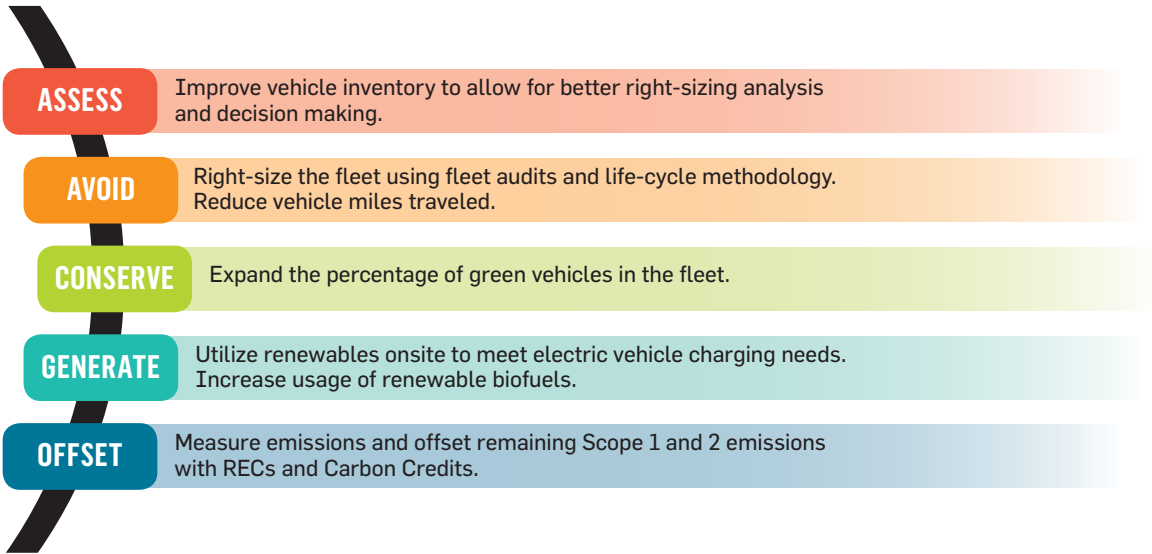 ASSESS
Improve vehicle inventory to allow for better right-sizing analysis
and decision making.
AVOID
Right-size the fleet using fleet audits and life-cycle methodology.
Reduce vehicle miles traveled.
CONSERVE
Expand the percentage of green vehicles in the fleet.
GENERATE
Utilize renewables onsite to meet electric vehicle charging needs.
Increase usage of renewable biofuels.
OFFSET
Measure emissions and offset remaining Scope 1 and 2 emissions
with RECs and Carbon Credits.